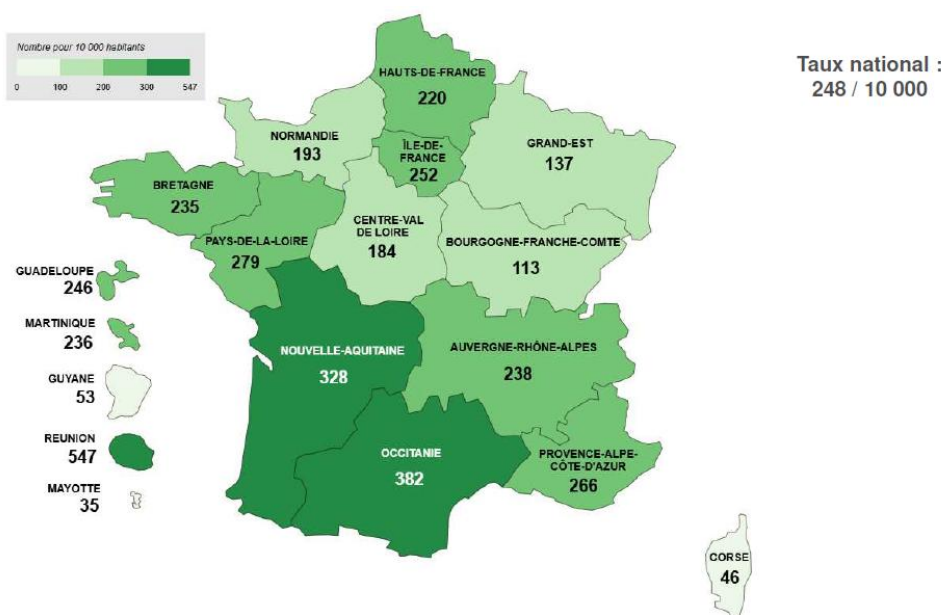 Nombre pour 10 000 habitants
0 100 200 300 547
Taux national :
248 / 10 000
HAUTS-DE-FRANCE
220
NORMANDIE
193
ÎLE-DE-
FRANCE
252
GRAND-EST
137
BRETAGNE
235
PAYS-DE-LA-LOIRE
279
CENTRE-VAL
DE LOIRE
184
BOURGOGNE-FRANCHE-COMTE
113
GUADELOUPE
246
MARTINIQUE
236
GUYANE
53
REUNION
547
MAYOTTE
35
NOUVELLE-AQUITAINE
328
AUVERGNE-RHÔNE-ALPES
238
OCCITANIE
382
PROVENCE-ALPE-
CÔTE-D'AZUR
266
CORSE
46